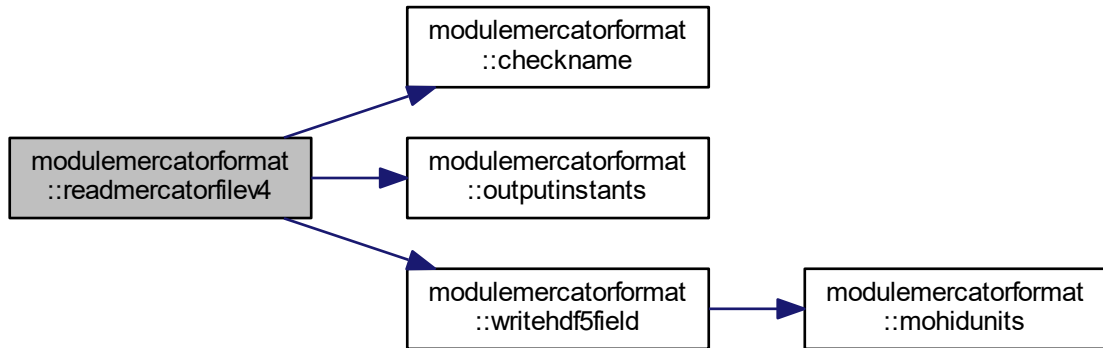 modulemercatorformat
::readmercatorfilev4
modulemercatorformat
::checkname
modulemercatorformat
::outputinstants
modulemercatorformat
::writehdf5field
modulemercatorformat
::mohidunits